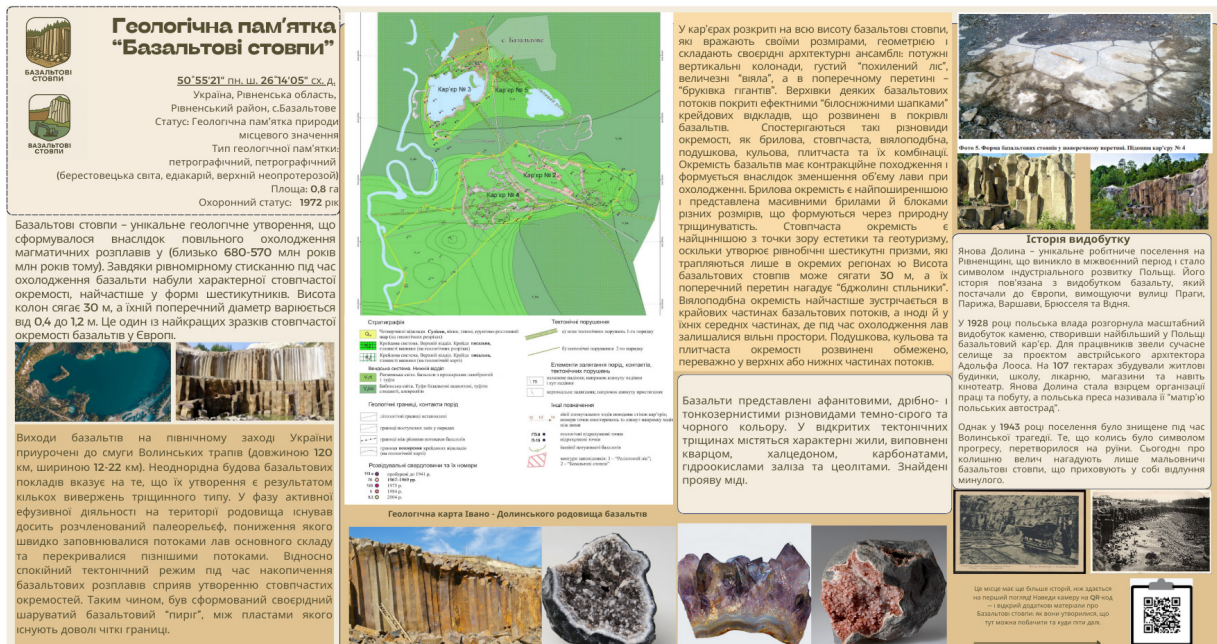 БАЗАЛЬТОВІ
СТОВПИ
БАЗАЛЬТОВІ
СТОВПИ
Геологічна пам’ятка
“Базальтові стовпи”
50°55'21" пн. ш. 26°14'05" сх. д.
Україна, Рівненська область,
Рівненський район, с.Базальтове
Статус: Геологічна пам’ятка природи
місцевого значення
Тип геологічної пам’ятки:
петрографічний, петрографічний
(берестовецька світа, едакарій, верхній неопротерозой)
Площа: 0,8 га
Охоронний статус: 1972 рік
Базальтові стовпи – унікальне геологічне утворення, що
сформувалося внаслідок повільного охолодження
магматичних розплавів у (близько 680-570 млн років
млн років тому). Завдяки рівномірному стисканню під час
охолодження базальти набули характерної стовпчастої
окремості, найчастіше у формі шестикутників. Висота
колон сягає 30 м, а їхній поперечний діаметр варіюється
від 0,4 до 1,2 м. Це один із найкращих зразків стовпчастої
окремості базальтів у Європі.
Виходи базальтів на північному заході України
приурочені до смуги Волинських трапів (довжиною 120
км, шириною 12-22 км). Неоднорідна будова базальтових
покладів вказує на те, що їх утворення є результатом
кількох вивержень тріщинного типу. У фазу активної
ефузивної діяльності на території родовища існував
досить розчленований палеорельєф, пониження якого
швидко заповнювалися потоками лав основного складу
та перекривалися пізнішими потоками. Відносно
спокійний тектонічний режим під час накопичення
базальтових розплавів сприяв утворенню стовпчастих
окремостей. Таким чином, був сформований своєрідний
шаруватий базальтовий “пиріг”, між пластами якого
існують доволі чіткі границі.
с. Базальтове
Кар’єр № 3
Кар’єр № 5
Кар’єр № 2
Кар’єр № 4
Стратиграфія
Вендська система. Нижній відділ
Геологічні границі, контакти порід
Розвідувальні свердловини та їх номери
Тектонічні порушення
Елементи залягання порід, контактів,
тектонічних порушень
Інші позначення
Геологічна карта Івано - Долинського родовища базальтів
У кар’єрах розкриті на всю висоту базальтові стовпи,
які вражають своїми розмірами, геометрією і
складають своєрідні архітектурні ансамблі: потужні
вертикальні колонади, густий “похилений ліс”,
величезні “віяла”, а в поперечному перетині –
“бруківка гігантів”. Верхівки деяких базальтових
потоків покриті ефектними “білосніжними шапками”
крейдових відкладів, що розвинені в покрівлі
базальтів. Спостерігаються такі різновиди
окремості, як брилова, стовпчаста, віялоподібна,
подушкова, кульова, плитчаста та їх комбінації.
Окремість базальтів має контракційне походження і
формується внаслідок зменшення об’єму лави при
охолодженні. Брилова окремість є найпоширенішою
і представлена масивними брилами й блоками
різних розмірів, що формуються через природну
тріщинуватість. Стовпчаста окремість є
найціннішою з точки зору естетики та геотуризму,
оскільки утворює рівнобічні шестикутні призми, які
трапляються лише в окремих регіонах ю Висота
базальтових стовпів може сягати 30 м, а їх
поперечний перетин нагадує “бджолині стільники”.
Віялоподібна окремість найчастіше зустрічається в
крайових частинах базальтових потоків, а іноді й у
їхніх середніх частинах, де під час охолодження лав
залишалися вільні простори. Подушкова, кульова та
плитчаста окремості розвинені обмежено,
переважно у верхніх або нижніх частинах потоків.
Базальти представлені афанітовими, дрібно- і
тонкозернистими різновидами темно-сірого та
чорного кольору. У відкритих тектонічних
тріщинах містяться характерні жили, виповнені
кварцом, халцедоном, карбонатами,
гідроокислами заліза та цеолітами. Знайдені
прояву міді.
Фото 5. Форма базальтових стовпів у поперечному перетині. Підошва кар’єру № 4
Історія видобутку
Янова Долина – унікальне робітниче поселення на
Рівненщині, що виникло в міжвоєнний період і стало
символом індустріального розвитку Польщі. Його
історія пов’язана з видобутком базальту, який
постачали до Європи, вимощуючи вулиці Праги,
Парижа, Варшави, Брюсселя та Відня.
У 1928 році польська влада розгорнула масштабний
видобуток каменю, створивши найбільший у Польщі
базальтовий кар’єр. Для працівників звели сучасне
селище за проєктом австрійського архітектора
Адольфа Лооса. На 107 гектарах збудували житлові
будинки, школу, лікарню, магазини та навіть
кінотеатр. Янова Долина стала взірцем організації
праці та побуту, а польська преса називала її “матір’ю
польських автострад”.
Однак у 1943 році поселення було знищене під час
Волинської трагедії. Те, що колись було символом
прогресу, перетворилося на руїни. Сьогодні про
колишню велич нагадують лише мальовничі
базальтові стовпи, що приховують у собі відлуння
минулого.
Це місце має ще більше історій, ніж здається
на перший погляд! Наведи камеру на QR-код
— і відкрий додаткові матеріали про
Базальтові стовпи: як вони утворилися, що
тут можна побачити та куди піти далі.